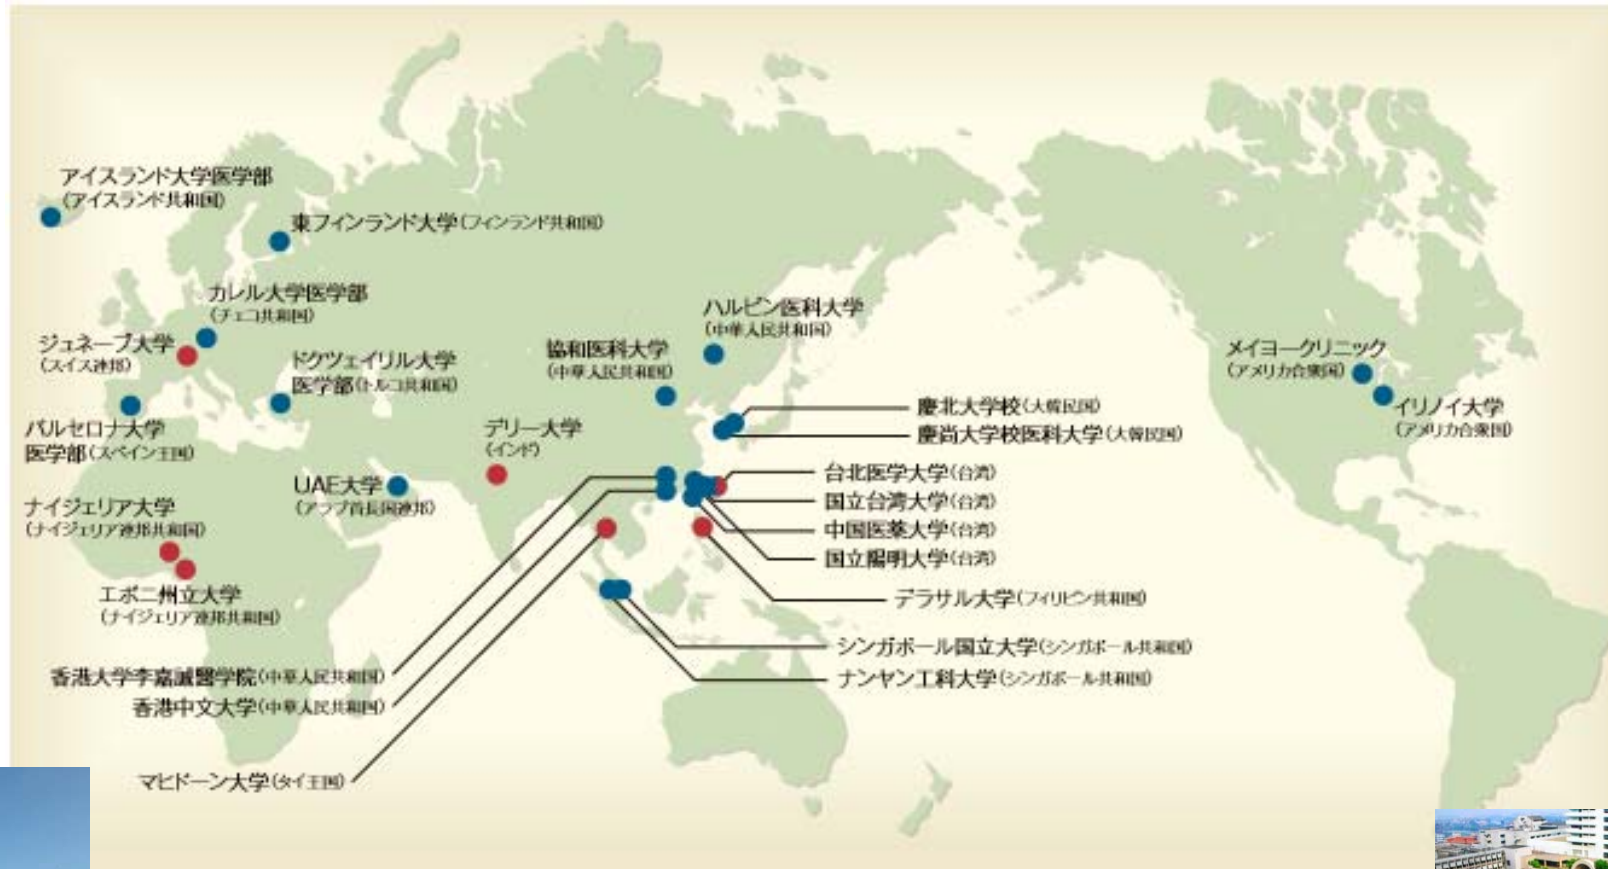 アイスランド大学医学部
(アイスランド共和国)
東フィンランド大学(フィンランド共和国)
カレル大学医学部
(チェコ共和国)
ジュネーブ大学
(スイス連邦)
ドクツェイリル大学
医学部(トルコ共和国)
バルセロナ大学
医学部(スペイン王国)
UAE大学
(アラブ首長国連邦)
ナイジェリア大学
(ナイジェリア連邦共和国)
エボニ州立大学
(ナイジェリア連邦共和国)
デリー大学
(インド)
協和医科大学
(中華人民共和国)
ハルビン医科大学
(中華人民共和国)
慶北大学校(大韓民国)
慶尚大学校医科大学(大韓民国)
台北医学大学(台湾)
国立台湾大学(台湾)
中国医薬大学(台湾)
国立陽明大学(台湾)
デラサル大学(フィリピン共和国)
シンガポール国立大学(シンガポール共和国)
ナンヤン工科大学(シンガポール共和国)
香港大学李嘉誠醫学院(中華人民共和国)
香港中文大学(中華人民共和国)
マヒドーン大学(タイ王国)
メイヨークリニック
(アメリカ合衆国)
イリノイ大学
(アメリカ合衆国)